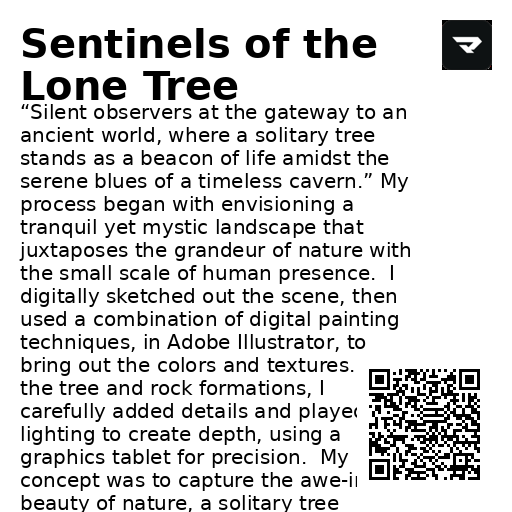 Sentinels of the
Lone Tree
“Silent observers at the gateway to an
ancient world, where a solitary tree
stands as a beacon of life amidst the
serene blues of a timeless cavern.” My
process began with envisioning a
tranquil yet mystic landscape that
juxtaposes the grandeur of nature with
the small scale of human presence.  I
digitally sketched out the scene, then
used a combination of digital painting
techniques, in Adobe Illustrator, to
bring out the colors and textures.
the tree and rock formations, I
carefully added details and played
lighting to create depth, using a
graphics tablet for precision.  My
concept was to capture the
beauty of nature, a solitary tree